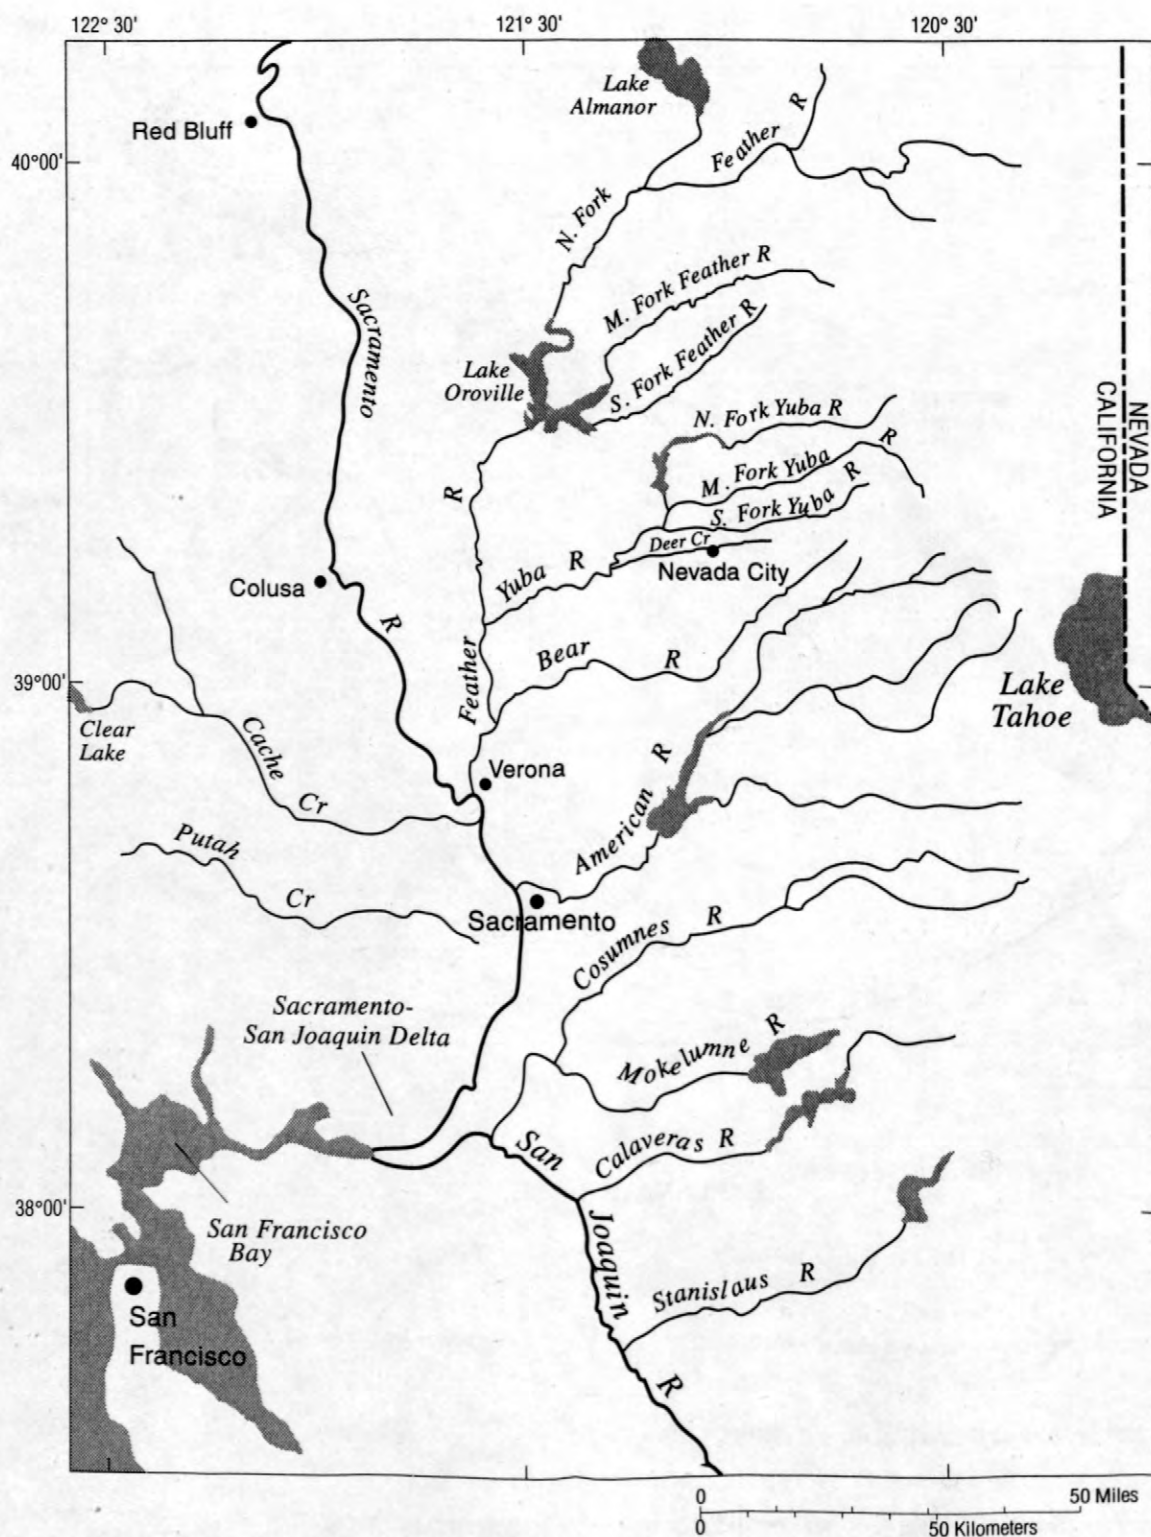 122° 30'
121° 30'
120° 30'
Lake
Almanor
Red Bluff
Feather R
40°00'
N. Fork
M. Fork Feather R
Sacramento
S. Fork Feather R
Lake
Oroville
CALIFORNIA
NEVADA
N. Fork Yuba R
M. Fork Yuba R
R
S. Fork Yuba R
Deer Cr
Nevada City
Yuba R
Colusa
R
Feather
Bear R
39°00'
Lake
Tahoe
Clear
Lake
Cache
Cr
Verona
American R
Putah
Cr
Sacramento
Cosumnes R
Sacramento-
San Joaquin Delta
Mokelumne R
San
Calaveras R
38°00'
San Francisco
Bay
Joaquin
Stanislaus R
San
Francisco
R
0
50 Miles
0
50 Kilometers